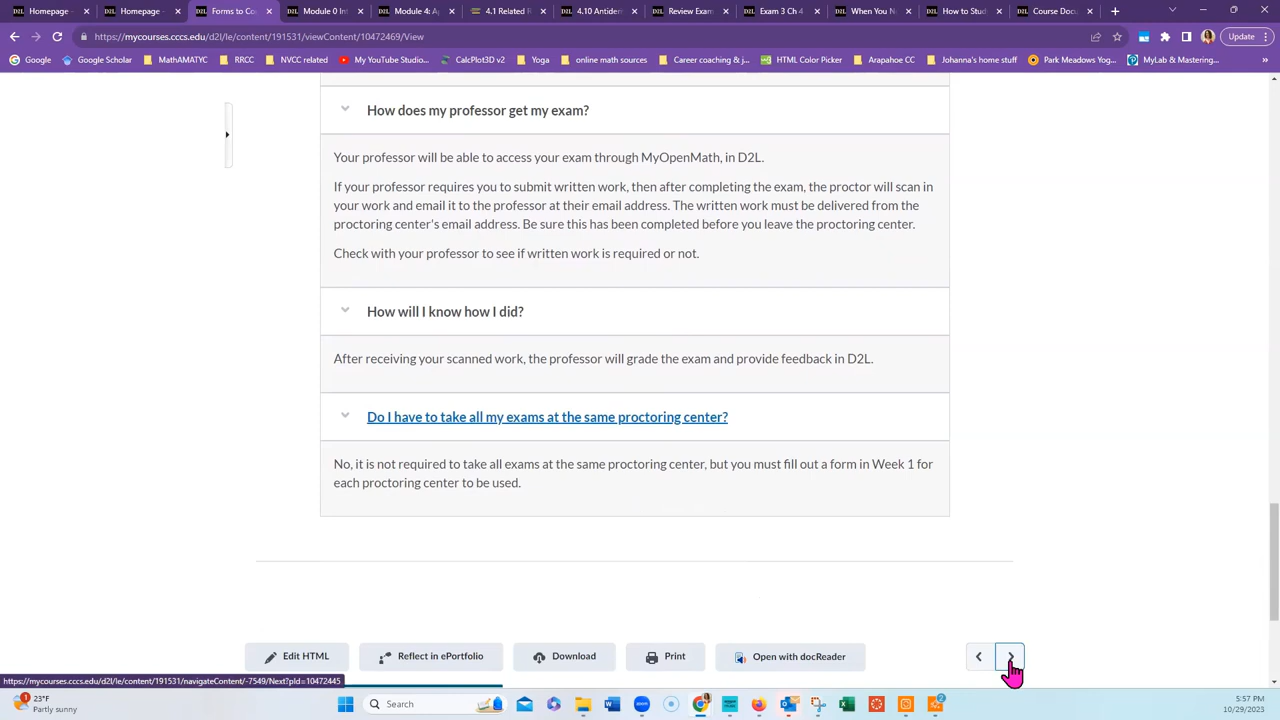 Homepage -
Homepage -
Forms to Co
Module 0 Int
Module 4: Ap
4.1 Related R
4.10 Antideri
Review Exam
Exam 3 Ch 4
When You N
How to Stud
Course Docu
mycourses.cccs.edu/d2l/le/content/191531/viewContent/10472469/View
Update
Google
Google Scholar
MathAMATYC
RRCC
NVCC related
My YouTube Studio...
CalcPlot3D v2
Yoga
online math sources
Career coaching &j...
HTML Color Picker
Arapahoe CC
Johanna's home stuff
Park Meadows Yog...
MyLab & Mastering...
How does my professor get my exam?
Your professor will be able to access your exam through MyOpenMath, in D2L.
If your professor requires you to submit written work, then after completing the exam, the proctor will scan in
your work and email it to the professor at their email address. The written work must be delivered from the
proctoring center's email address. Be sure this has been completed before you leave the proctoring center.
Check with your professor to see if written work is required or not.
How will I know how I did?
After receiving your scanned work, the professor will grade the exam and provide feedback in D2L.
Do I have to take all my exams at the same proctoring center?
No, it is not required to take all exams at the same proctoring center, but you must fill out a form in Week 1 for
each proctoring center to be used.
Edit HTML
Reflect in ePortfolio
Download
Print
Open with docReader
https://mycourses.cccs.edu/d2l/le/content/191531/navigateContent/-7549/Next?pId=10472445
23°F
Partly sunny
Search
5:57 PM
10/29/2023